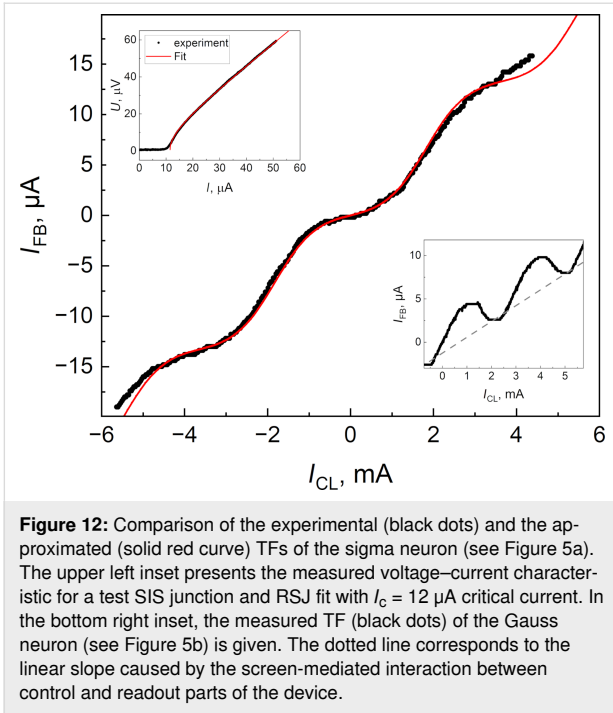 15
10
5
0
−5
−10
−15
I_FB, µA
−6 −4 −2 0 2 4 6
I_CL, mA
60
40
20
0
U, µV
experiment
Fit
0 10 20 30 40 50 60
I, µA
10
5
0
I_FB, µA
0 1 2 3 4 5
I_CL, mA
Figure 12: Comparison of the experimental (black dots) and the ap-
proximated (solid red curve) TFs of the sigma neuron (see Figure 5a).
The upper left inset presents the measured voltage–current character-
istic for a test SIS junction and RSJ fit with I_c = 12 µA critical current. In
the bottom right inset, the measured TF (black dots) of the Gauss
neuron (see Figure 5b) is given. The dotted line corresponds to the
linear slope caused by the screen-mediated interaction between
control and readout parts of the device.